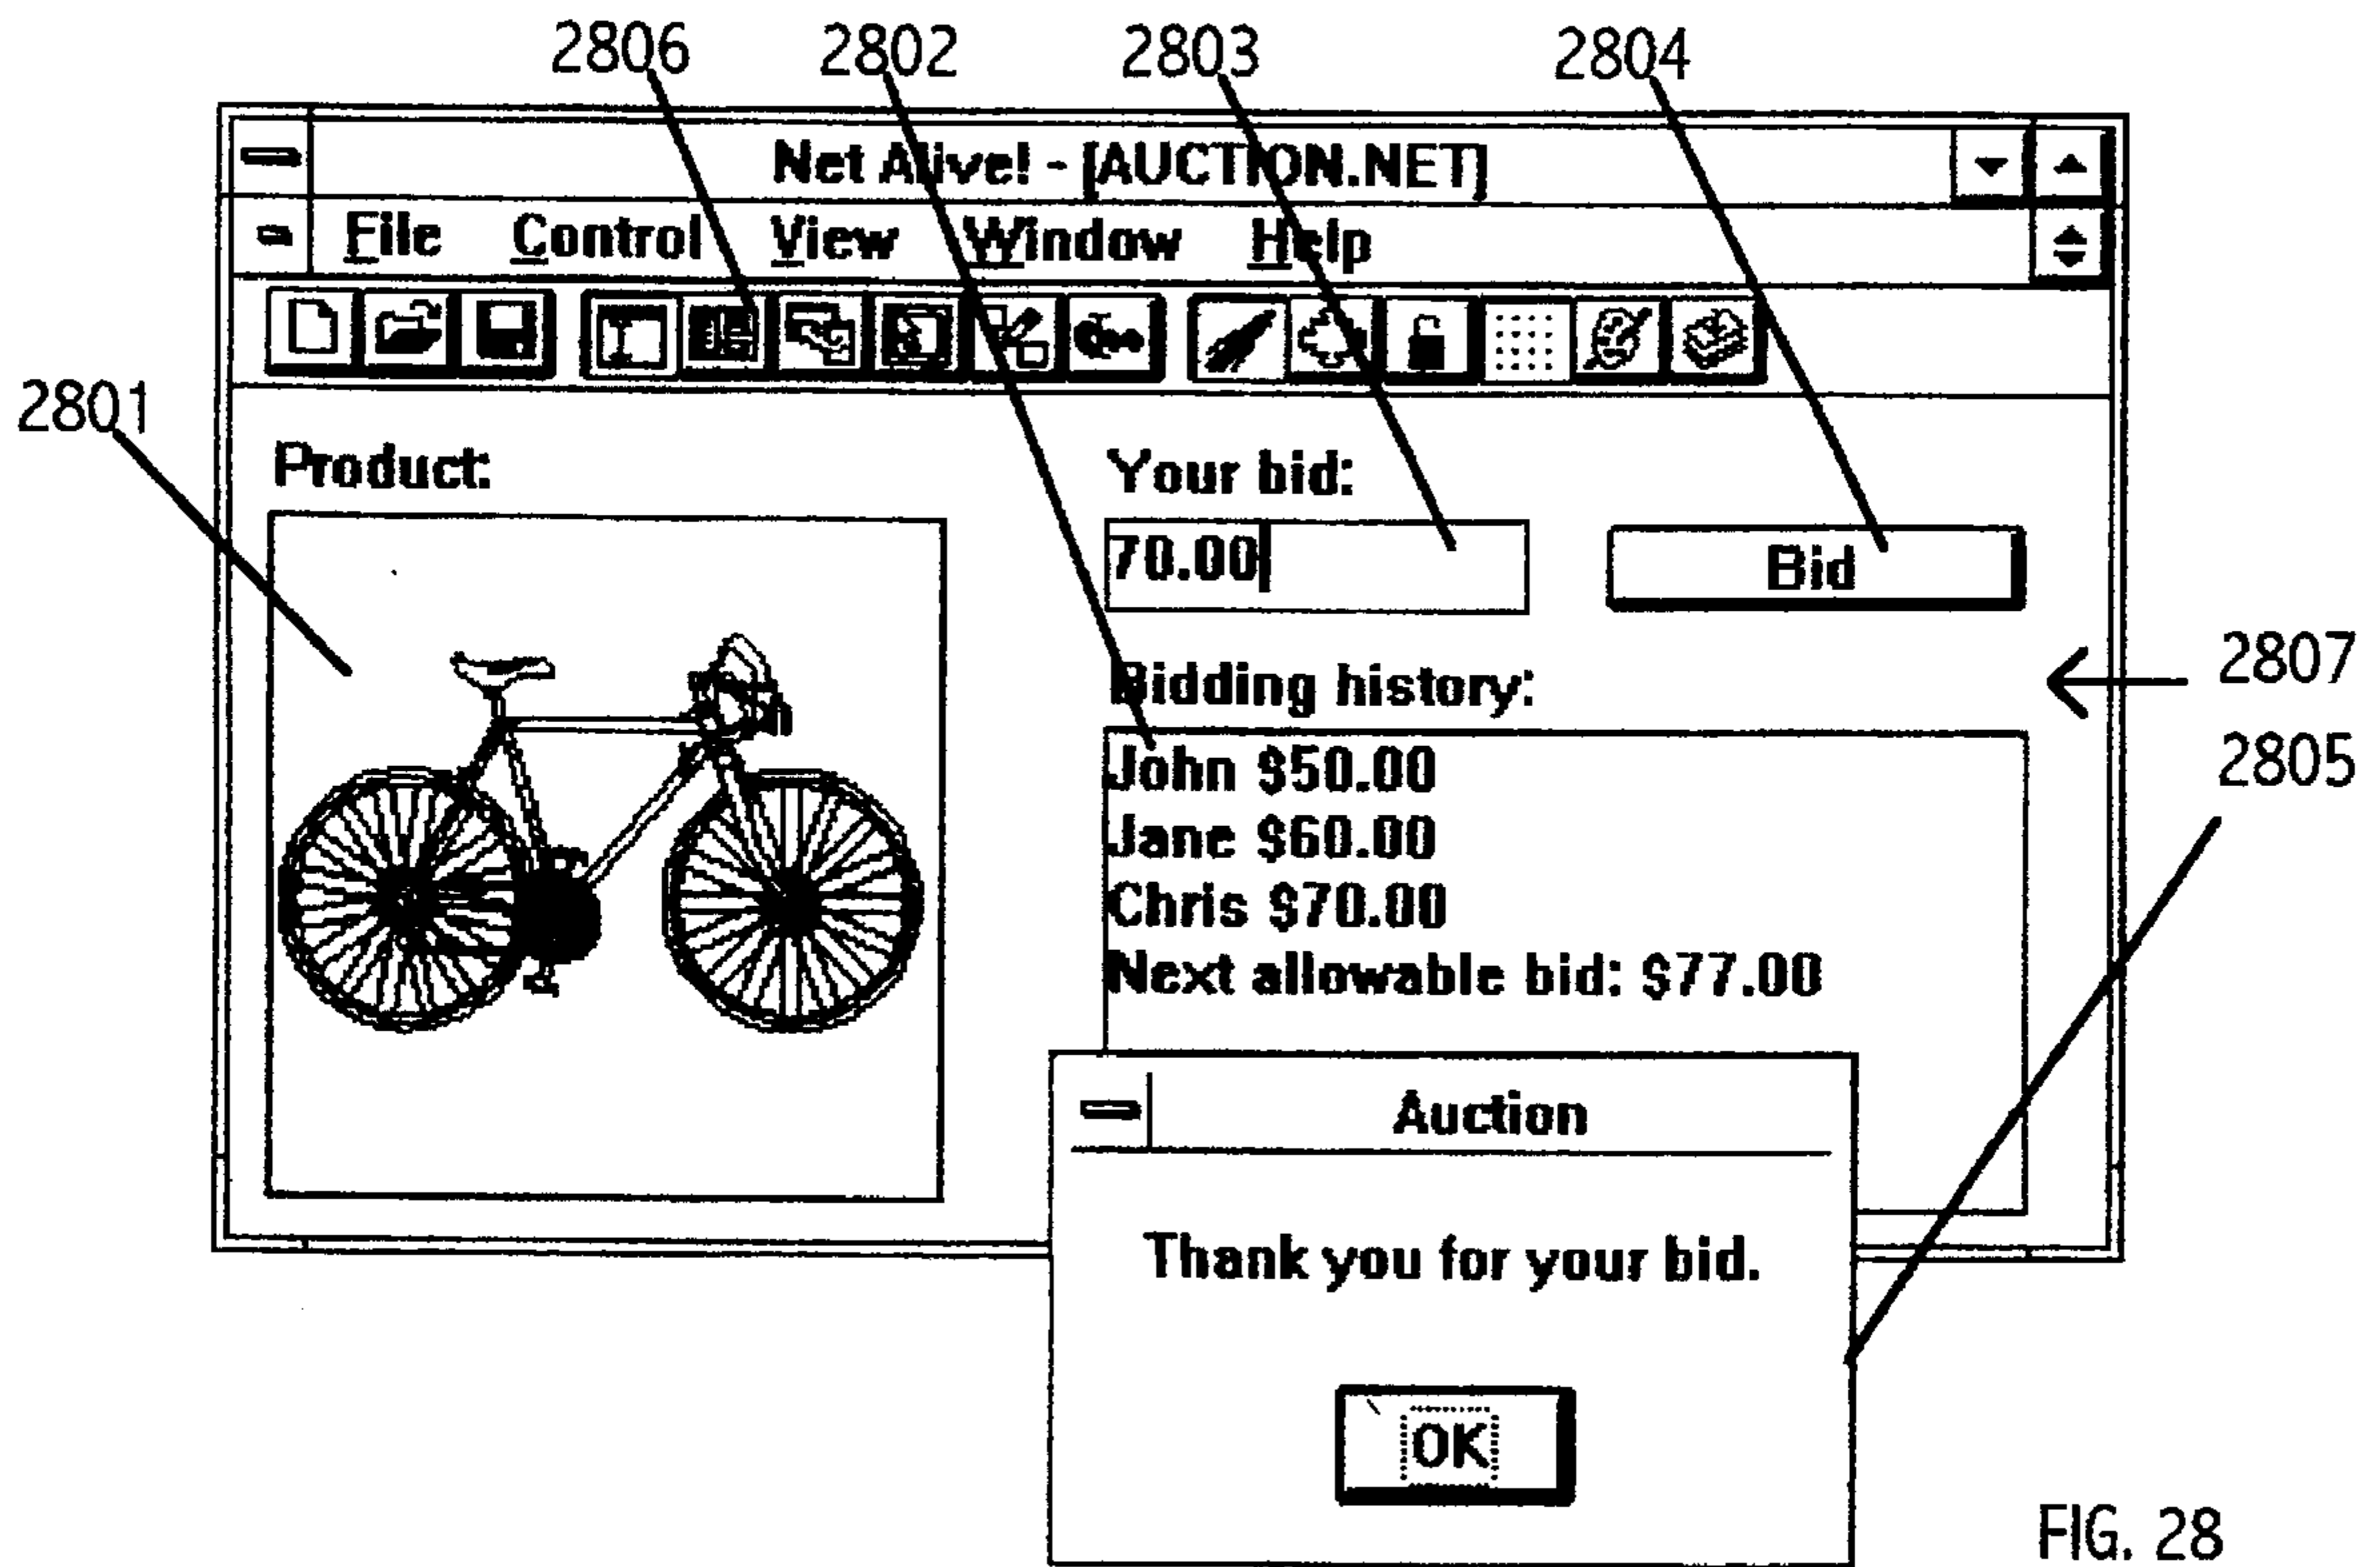 2806 2802 2803 2804
Net Alive! - [AUCTION.NET]
File Control View Window Help
2801
Product:
Your bid:
70.00
Bid
2807
Bidding history:
2805
John $50.00
Jane $60.00
Chris $70.00
Next allowable bid: $77.00
Auction
Thank you for your bid.
OK
FIG. 28